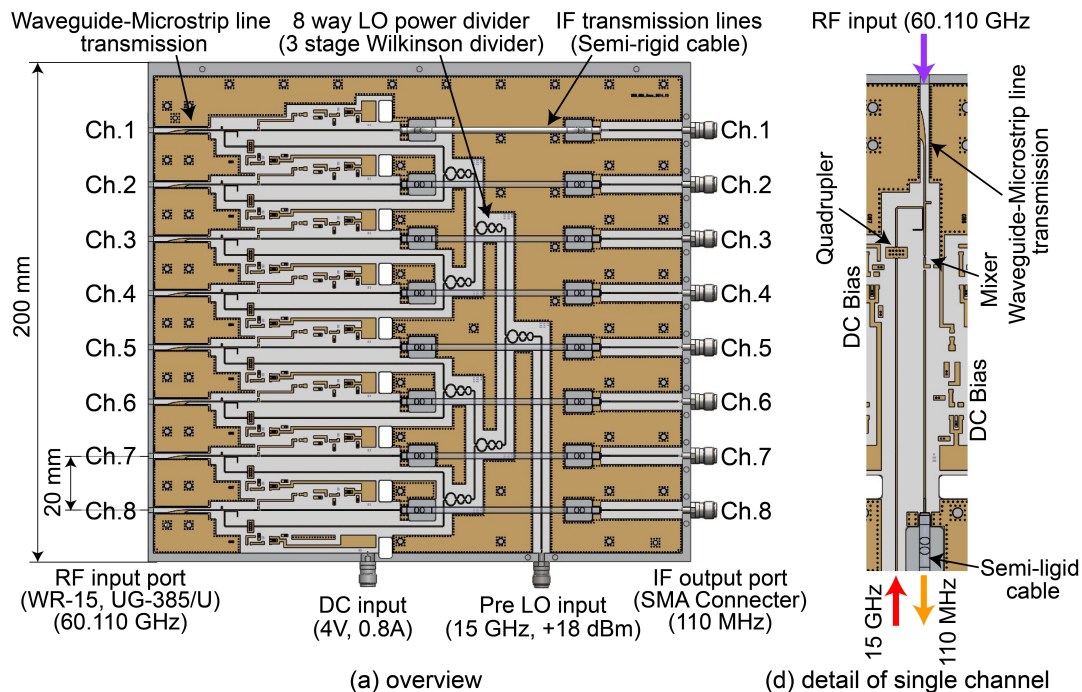 Waveguide-Microstrip line
transmission
8 way LO power divider
(3 stage Wilkinson divider)
IF transmission lines
(Semi-rigid cable)
200 mm
20 mm
Ch.1
Ch.2
Ch.3
Ch.4
Ch.5
Ch.6
Ch.7
Ch.8
Ch.1
Ch.2
Ch.3
Ch.4
Ch.5
Ch.6
Ch.7
Ch.8
RF input port
(WR-15, UG-385/U)
(60.110 GHz)
DC input
(4V, 0.8A)
Pre LO input
(15 GHz, +18 dBm)
IF output port
(SMA Connecter)
(110 MHz)
(a) overview
RF input (60.110 GHz
Quadrupler
DC Bias
Mixer
Waveguide-Microstrip line
transmission
DC Bias
Semi-ligid
cable
15 GHz
110 MHz
(d) detail of single channel